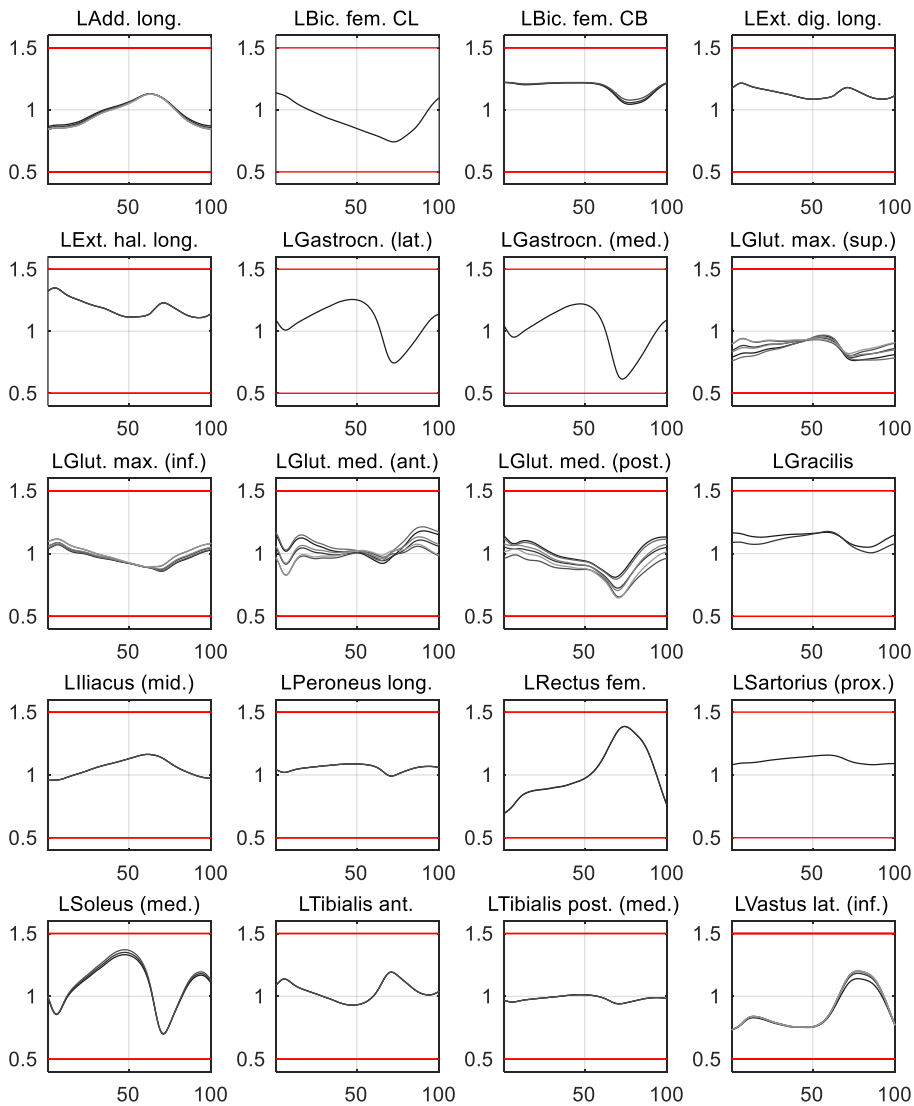 LAdd. long. LBic. fem. CL LBic. fem. CB LExt. dig. long.
1.5 1.5 1.5 1.5
1 1 1 1
0.5 0.5 0.5 0.5
50 100 50 100 50 100 50 100
LExt. hal. long. LGastrocn. (lat.) LGastrocn. (med.) LGlut. max. (sup.)
1.5 1.5 1.5 1.5
1 1 1 1
0.5 0.5 0.5 0.5
50 100 50 100 50 100 50 100
LGlut. max. (inf.) LGlut. med. (ant.) LGlut. med. (post.) LGracilis
1.5 1.5 1.5 1.5
1 1 1 1
0.5 0.5 0.5 0.5
50 100 50 100 50 100 50 100
LIliacus (mid.) LPeroneus long. LRectus fem. LSartorius (prox.)
1.5 1.5 1.5 1.5
1 1 1 1
0.5 0.5 0.5 0.5
50 100 50 100 50 100 50 100
LSoleus (med.) LTibialis ant. LTibialis post. (med.) LVastus lat. (inf.)
1.5 1.5 1.5 1.5
1 1 1 1
0.5 0.5 0.5 0.5
50 100 50 100 50 100 50 100